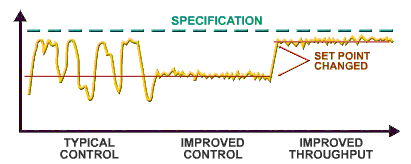 SPECIFICATION
SET POINT
CHANGED
TYPICAL
CONTROL
IMPROVED
CONTROL
IMPROVED
THROUGHPUT